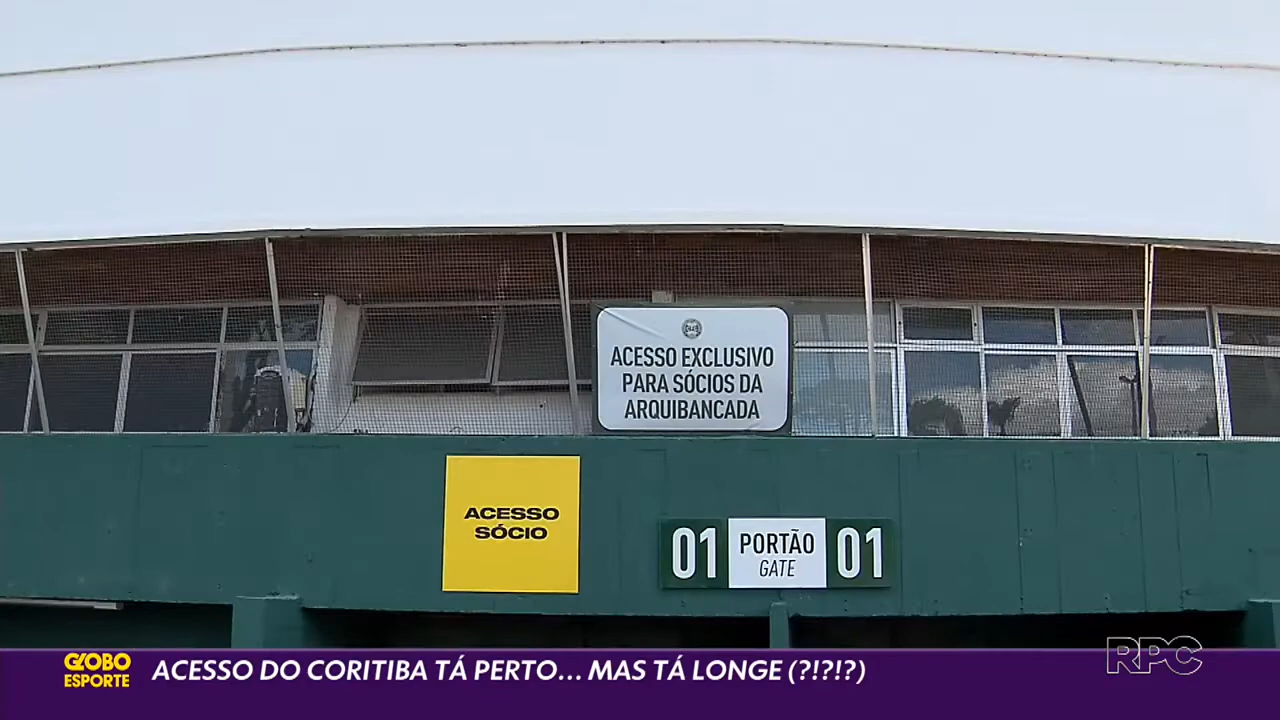 ACESSO EXCLUSIVO
PARA SÓCIOS DA
ARQUIBANCADA
ACESSO
SÓCIO
01 PORTÃO 01
GATE
GLOBO
ESPORTE
ACESSO DO CORITIBA TÁ PERTO... MAS TÁ LONGE (?!?!?)
RPC